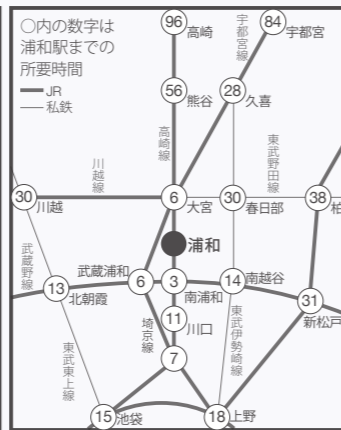 ○内の数字は
浦和駅までの
所要時間
JR
私鉄
96 高崎
宇都宮線
84 宇都宮
56 熊谷
28 久喜
高崎線
川越線
東武野田線
30 川越
6 大宮
30 春日部
38 柏
浦和
武蔵野線
武蔵浦和
13 北朝霞
6
3 南浦和
14 南越谷
31 新松戸
11 川口
埼京線
東武伊勢崎線
東武東上線
7
15 池袋
18 上野